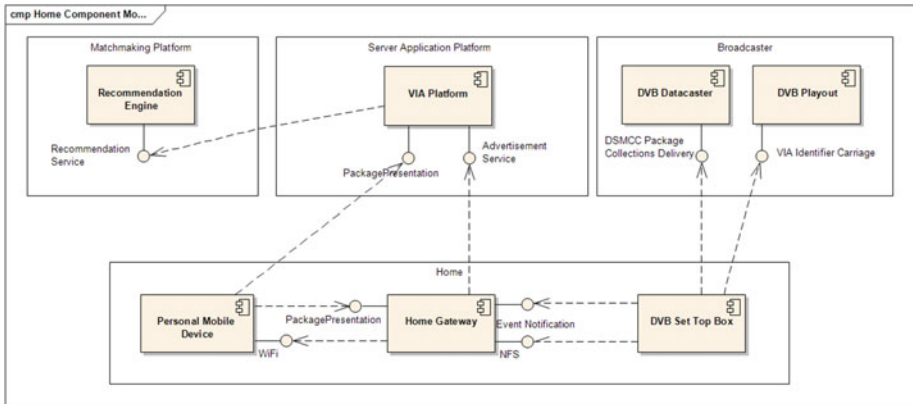 cmp Home Component Mo...
Matchmaking Platform
Server Application Platform
Broadcaster
Recommendation
Engine
VIA Platform
DVB Datacaster
DVB Playout
Recommendation
Service
PackagePresentation
Advertisement
Service
DSMCC Package
Collections Delivery
VIA Identifier Carriage
Home
Personal Mobile
Device
PackagePresentation
WiFi
Home Gateway
Event Notification
NFS
DVB Set Top Box